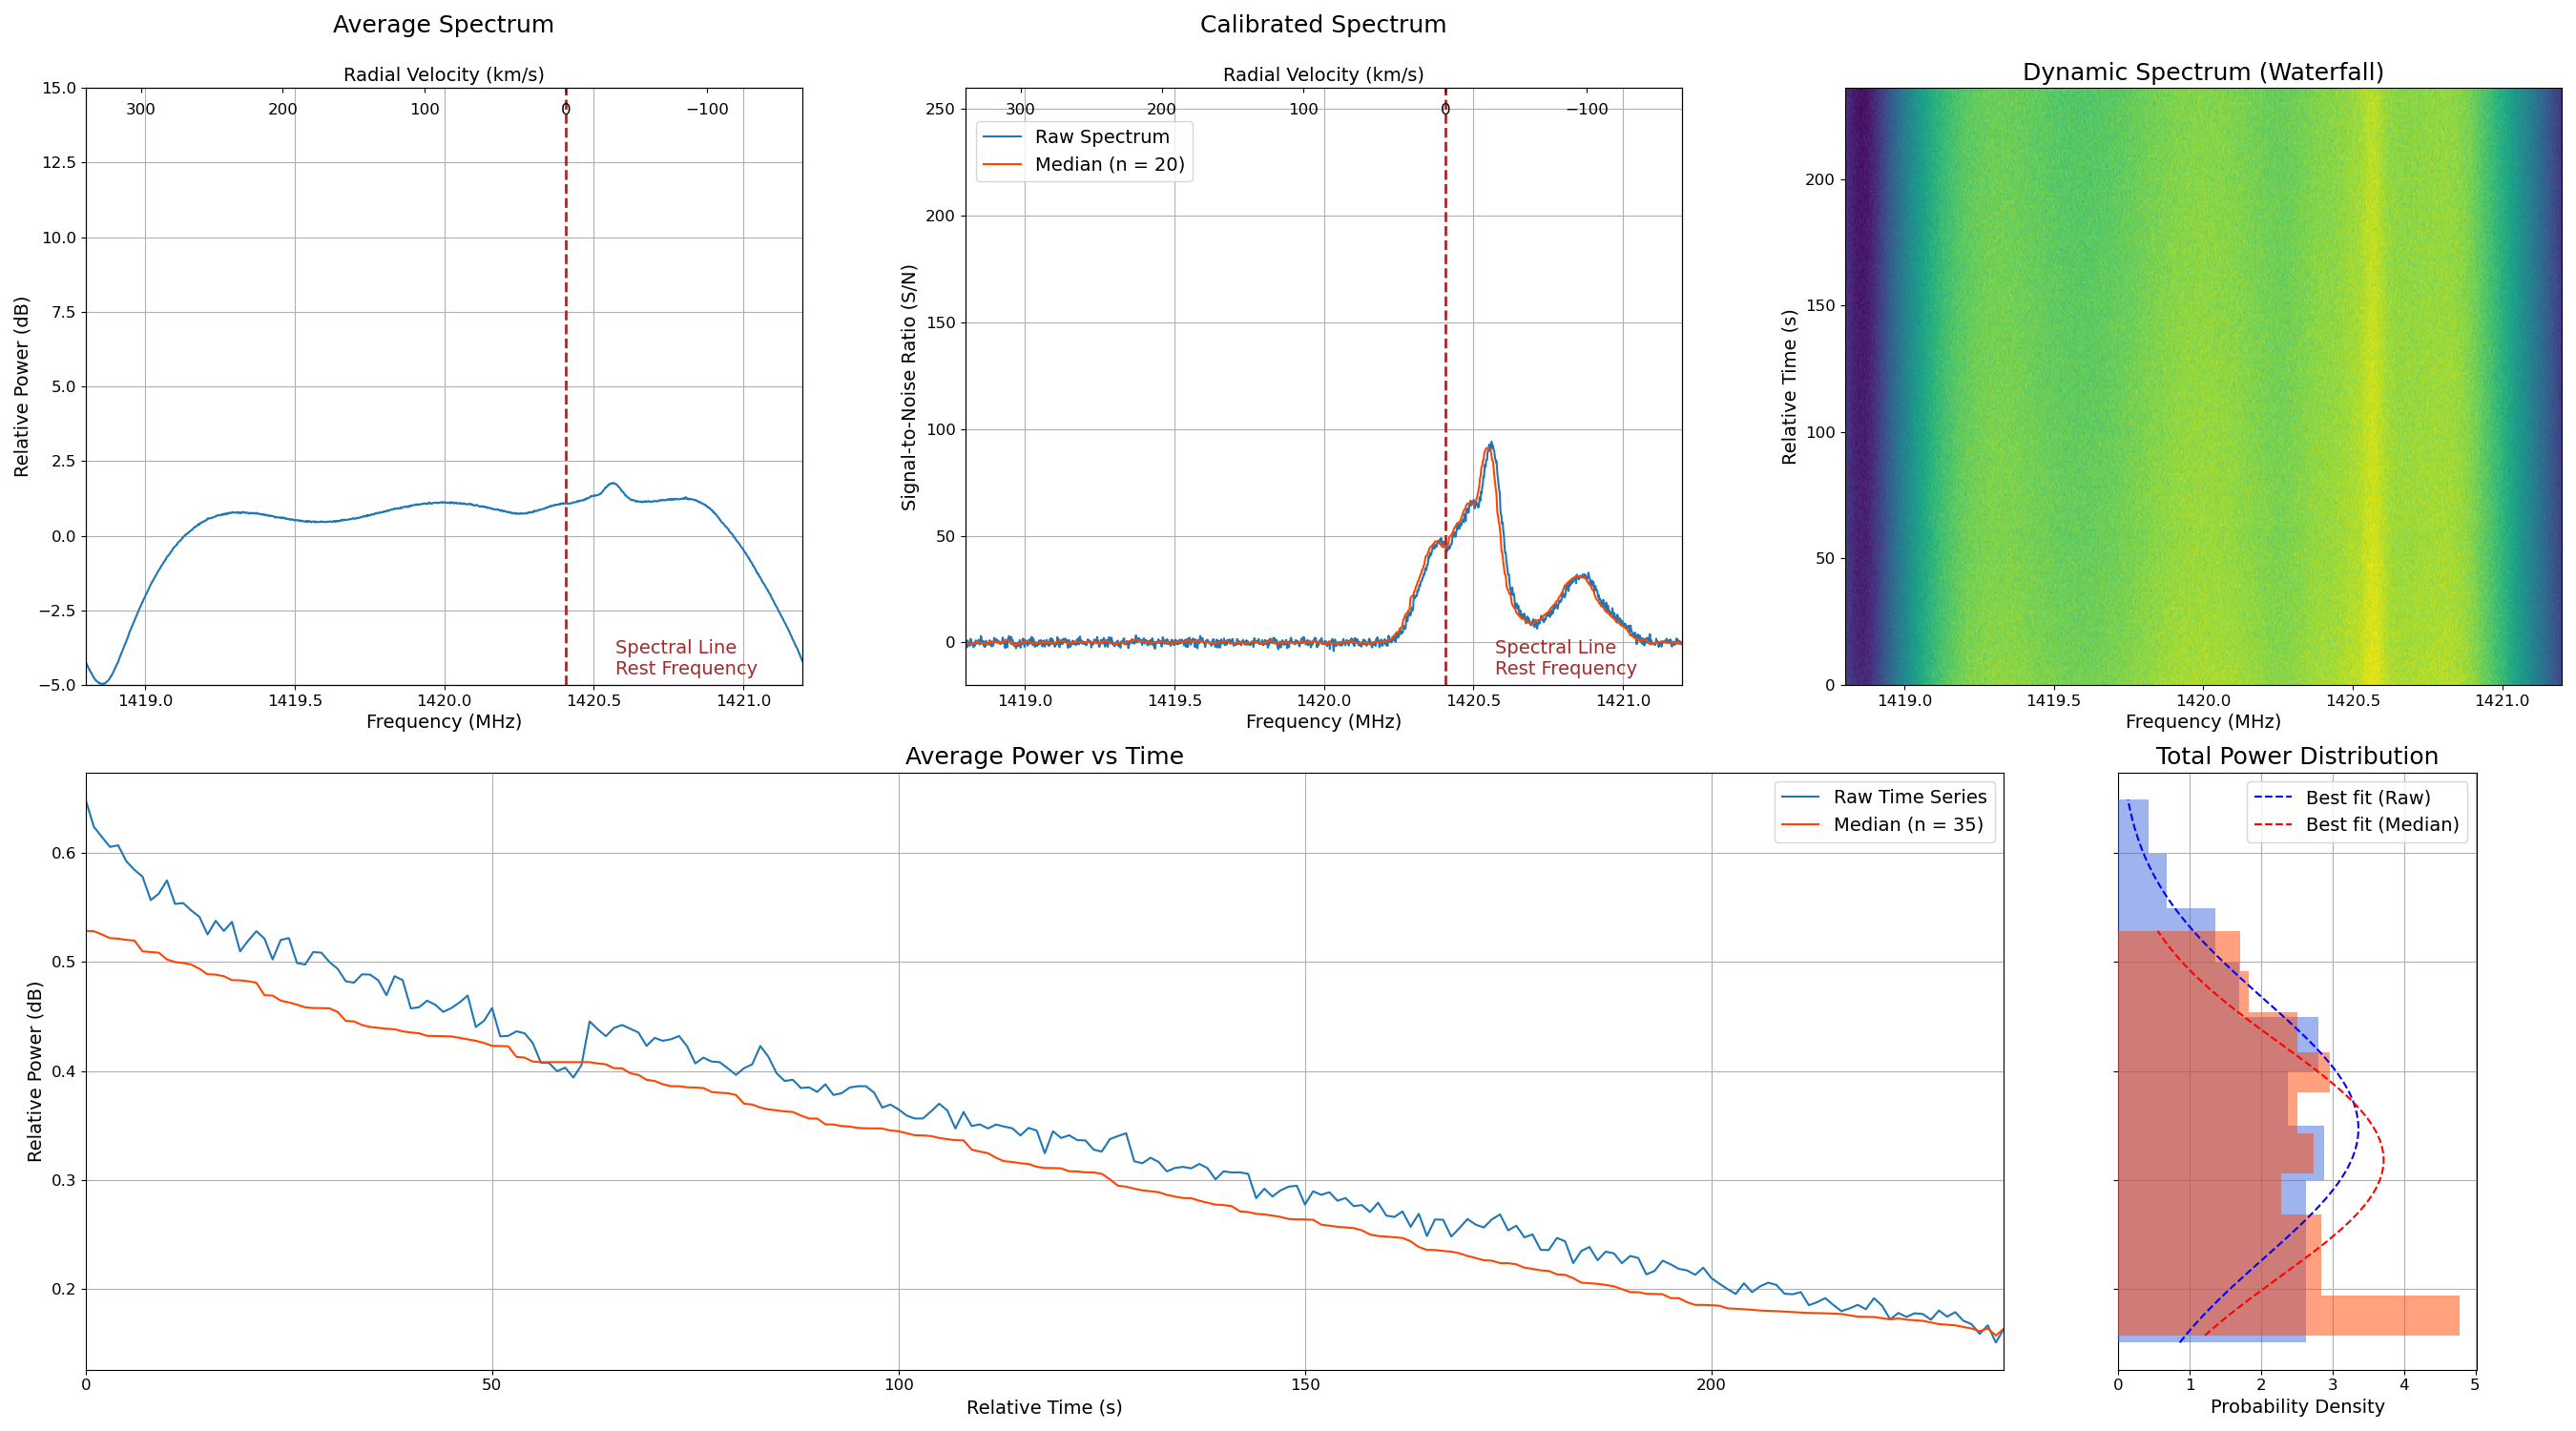 Average Spectrum
Radial Velocity (km/s)
300 200 100 0 −100
15.0
12.5
10.0
7.5
5.0
2.5
0.0
−2.5
−5.0
Relative Power (dB)
Spectral Line
Rest Frequency
1419.0 1419.5 1420.0 1420.5 1421.0
Frequency (MHz)
Calibrated Spectrum
Radial Velocity (km/s)
300 200 100 0 −100
Raw Spectrum
Median (n = 20)
250
200
150
100
50
0
Signal-to-Noise Ratio (S/N)
Spectral Line
Rest Frequency
1419.0 1419.5 1420.0 1420.5 1421.0
Frequency (MHz)
Dynamic Spectrum (Waterfall)
200
150
100
50
0
Relative Time (s)
1419.0 1419.5 1420.0 1420.5 1421.0
Frequency (MHz)
Average Power vs Time
Raw Time Series
Median (n = 35)
0.6
0.5
0.4
0.3
0.2
Relative Power (dB)
0 50 100 150 200
Relative Time (s)
Total Power Distribution
Best fit (Raw)
Best fit (Median)
0 1 2 3 4 5
Probability Density